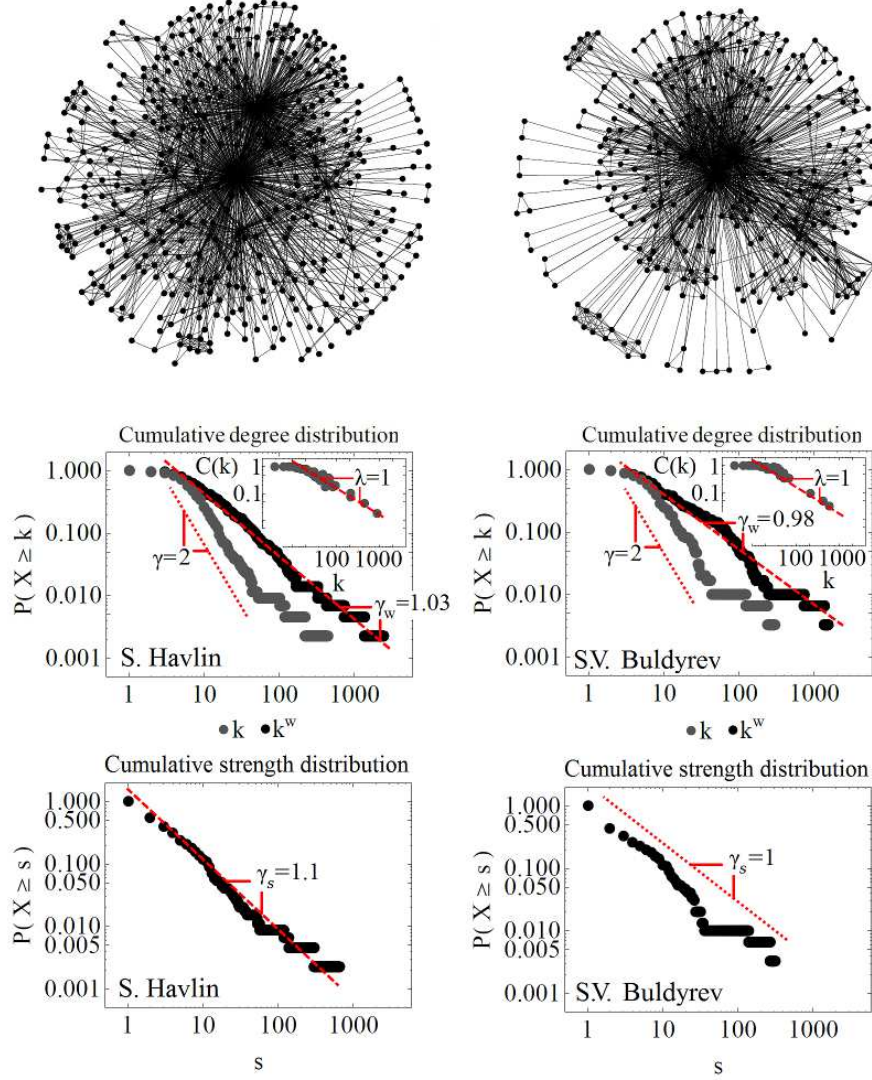 Cumulative degree distribution
P( X ≥ k )
1.000
0.100
0.010
0.001
1 10 100 1000
C(k)
1
0.1
100 1000
k
λ=1
γ=2
γw=1.03
S. Havlin
k kw
Cumulative degree distribution
P( X ≥ k )
1.000
0.100
0.010
0.001
1 10 100 1000
C(k)
1
0.1
100 1000
k
λ=1
γw=0.98
γ=2
S.V. Buldyrev
k kw
Cumulative strength distribution
P( X ≥ s )
1.000
0.500
0.100
0.050
0.010
0.005
0.001
1 10 100 1000
γs=1.1
S. Havlin
s
Cumulative strength distribution
P( X ≥ s )
1.000
0.500
0.100
0.050
0.010
0.005
0.001
1 10 100 1000
γs=1
S.V. Buldyrev
s